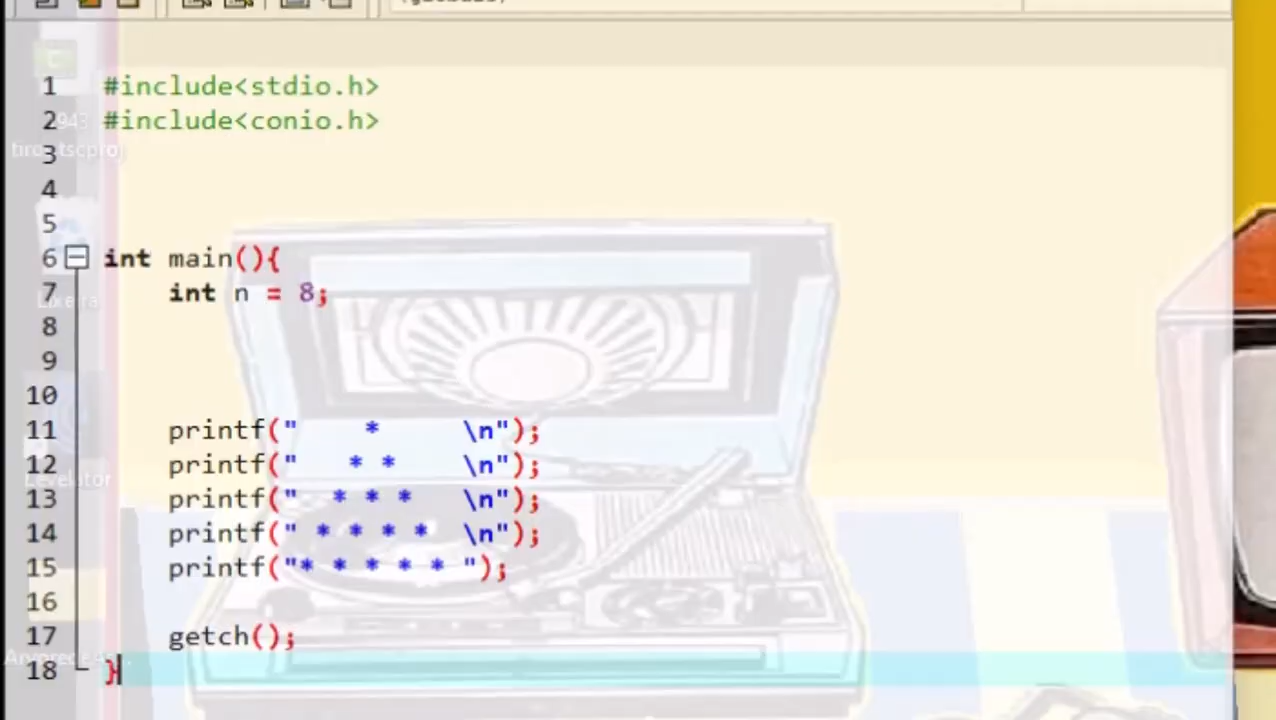 1 #include<stdio.h>
2 #include<conio.h>
3
4
5
6 int main(){
7     int n = 8;
8
9
10
11     printf("    *     \n");
12     printf("   * *    \n");
13     printf("  * * *   \n");
14     printf(" * * * *  \n");
15     printf("* * * * * ");
16
17     getch();
18 }
Levelator